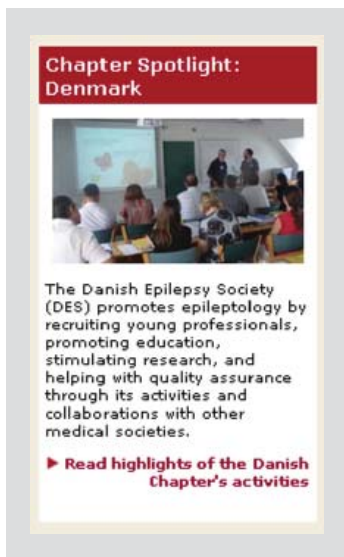 Chapter Spotlight:
Denmark
The Danish Epilepsy Society
(DES) promotes epileptology by
recruiting young professionals,
promoting education,
stimulating research, and
helping with quality assurance
through its activities and
collaborations with other
medical societies.
► Read highlights of the Danish
Chapter's activities